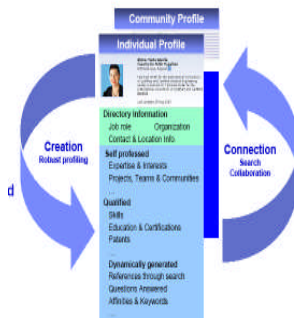 Community Profile
Individual Profile
Directory information
Job role Organization
Contact & Location Info
Self professed
Expertise & Interests
Projects, Teams & Communities
...
Qualified
Skills
Education & Certifications
Patents
...
Dynamically generated
References through search
Questions Answered
Affinities & Keywords
...
Creation
Robust profiling
Connection
Search
Collaboration
d